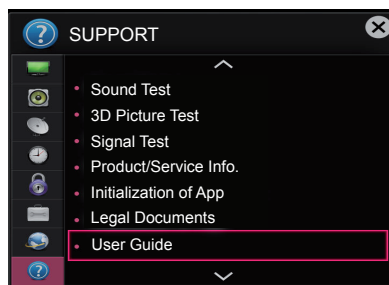 SUPPORT
Sound Test
3D Picture Test
Signal Test
Product/Service Info.
Initialization of App
Legal Documents
User Guide